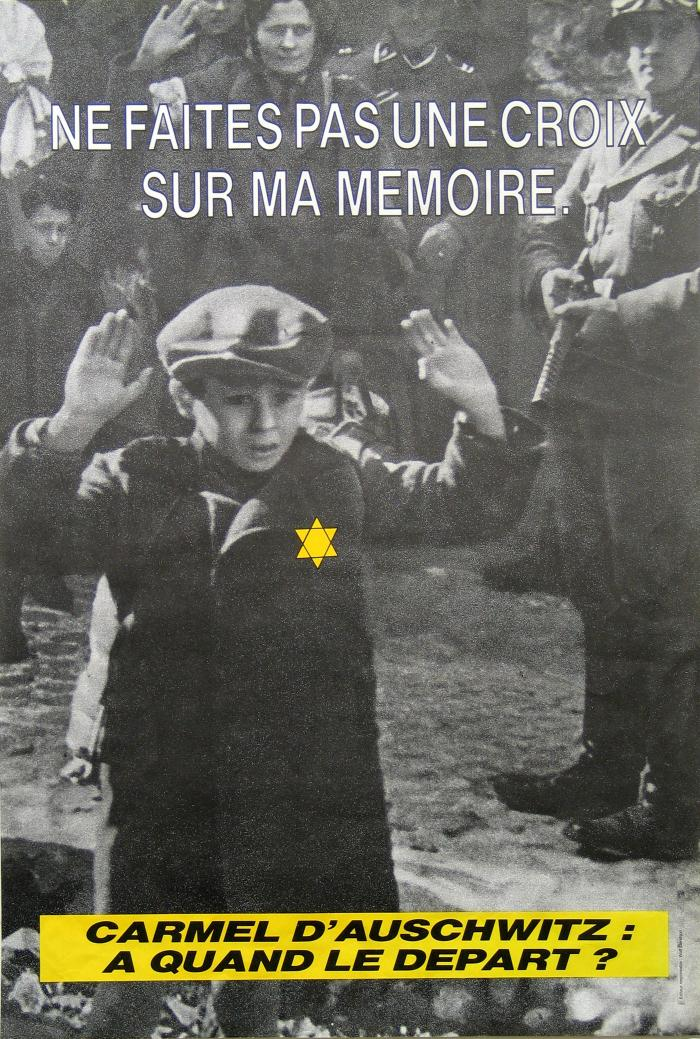 NE FAITES PAS UNE CROIX
SUR MA MEMOIRE.
CARMEL D'AUSCHWITZ :
A QUAND LE DEPART ?